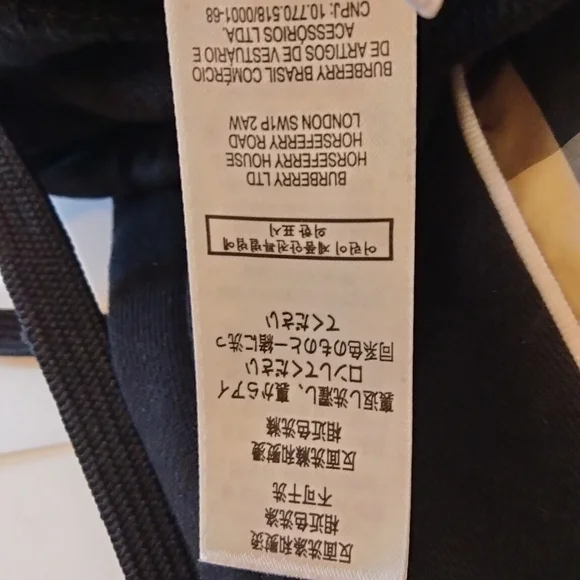 反面洗涤和熨烫
相近色洗涤
不可干洗
反面洗滌和熨燙
相近色洗滌
裏返し洗濯し、裏からアイ
ロンしてください
同系色のものと一緒に洗っ
てください
어린이 제품안전특별법에
의한 표시
BURBERRY LTD
HORSEFERRY HOUSE
HORSEFERRY ROAD
LONDON SW1P 2AW
BURBERRY BRASIL COMÉRCIO
DE ARTIGOS DE VESTUÁRIO E
ACESSÓRIOS LTDA.
CNPJ: 10.770.518/0001-68